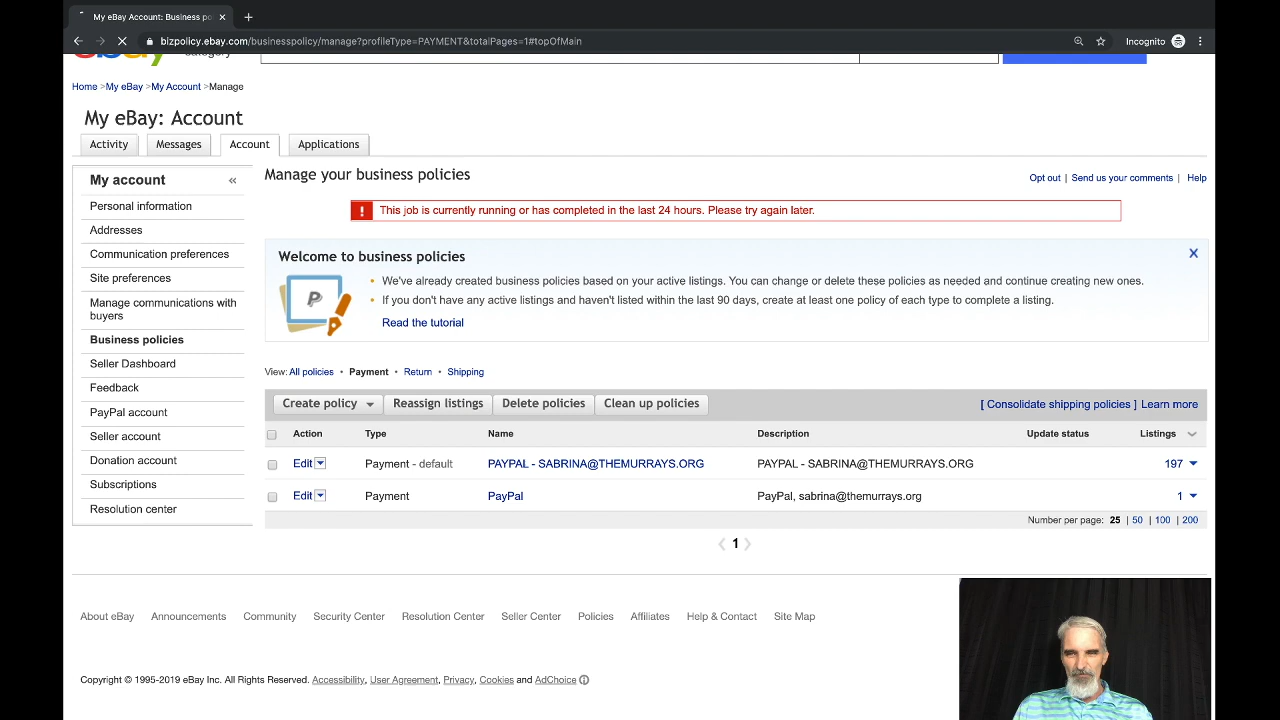 My eBay Account: Business po
bizpolicy.ebay.com/businesspolicy/manage?profileType=PAYMENT&totalPages=1#topOfMain
Incognito
category
Home >My eBay >My Account >Manage
My eBay: Account
Activity Messages Account Applications
My account «
Personal information
Addresses
Communication preferences
Site preferences
Manage communications with
buyers
Business policies
Seller Dashboard
Feedback
PayPal account
Seller account
Donation account
Subscriptions
Resolution center
Manage your business policies
Opt out | Send us your comments | Help
! This job is currently running or has completed in the last 24 hours. Please try again later.
Welcome to business policies
• We've already created business policies based on your active listings. You can change or delete these policies as needed and continue creating new ones.
• If you don't have any active listings and haven't listed within the last 90 days, create at least one policy of each type to complete a listing.
Read the tutorial
View: All policies • Payment • Return • Shipping
Create policy Reassign listings Delete policies Clean up policies [ Consolidate shipping policies ] Learn more
Action Type Name Description Update status Listings
Edit Payment - default PAYPAL - SABRINA@THEMURRAYS.ORG PAYPAL - SABRINA@THEMURRAYS.ORG 197
Edit Payment PayPal PayPal, sabrina@themurrays.org 1
Number per page: 25 | 50 | 100 | 200
1
About eBay Announcements Community Security Center Resolution Center Seller Center Policies Affiliates Help & Contact Site Map
Copyright © 1995-2019 eBay Inc. All Rights Reserved. Accessibility, User Agreement, Privacy, Cookies and AdChoice